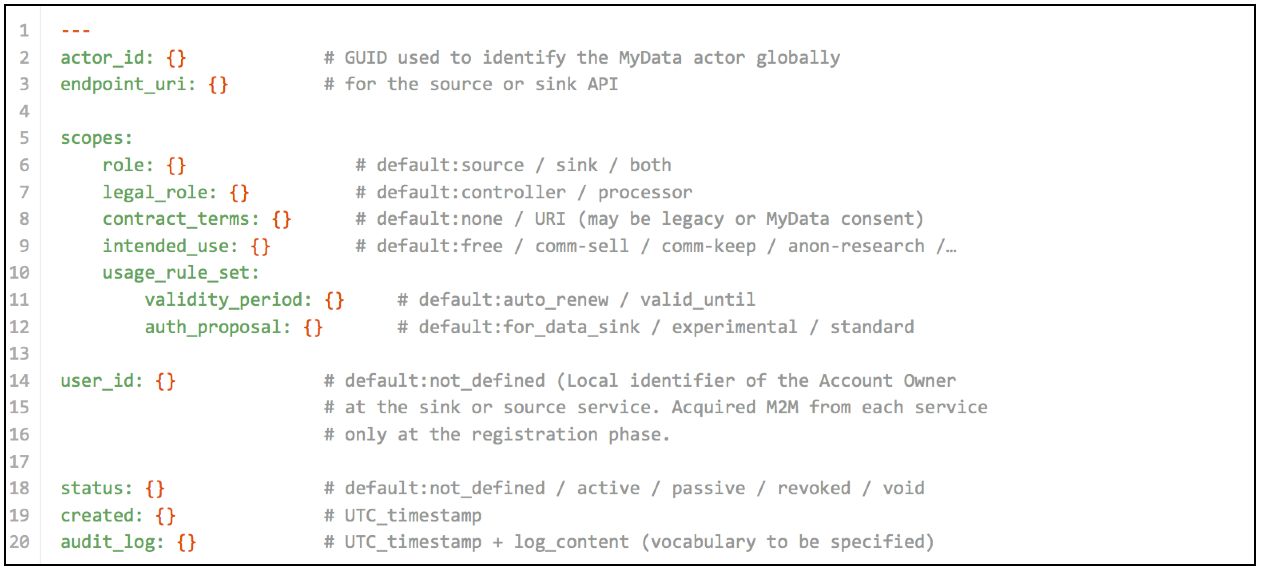 1 ---
2 actor_id: {} # GUID used to identify the MyData actor globally
3 endpoint_uri: {} # for the source or sink API
4
5 scopes:
6 role: {} # default:source / sink / both
7 legal_role: {} # default:controller / processor
8 contract_terms: {} # default:none / URI (may be legacy or MyData consent)
9 intended_use: {} # default:free / comm-sell / comm-keep / anon-research /…
10 usage_rule_set:
11 validity_period: {} # default:auto_renew / valid_until
12 auth_proposal: {} # default:for_data_sink / experimental / standard
13
14 user_id: {} # default:not_defined (Local identifier of the Account Owner
15 # at the sink or source service. Acquired M2M from each service
16 # only at the registration phase.
17
18 status: {} # default:not_defined / active / passive / revoked / void
19 created: {} # UTC_timestamp
20 audit_log: {} # UTC_timestamp + log_content (vocabulary to be specified)